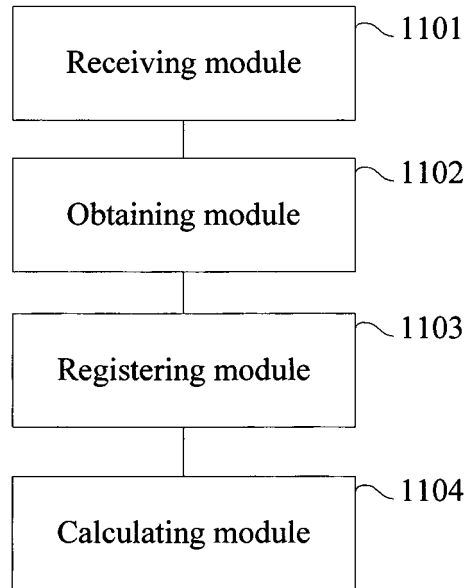 Receiving module
1101
Obtaining module
1102
Registering module
1103
Calculating module
1104